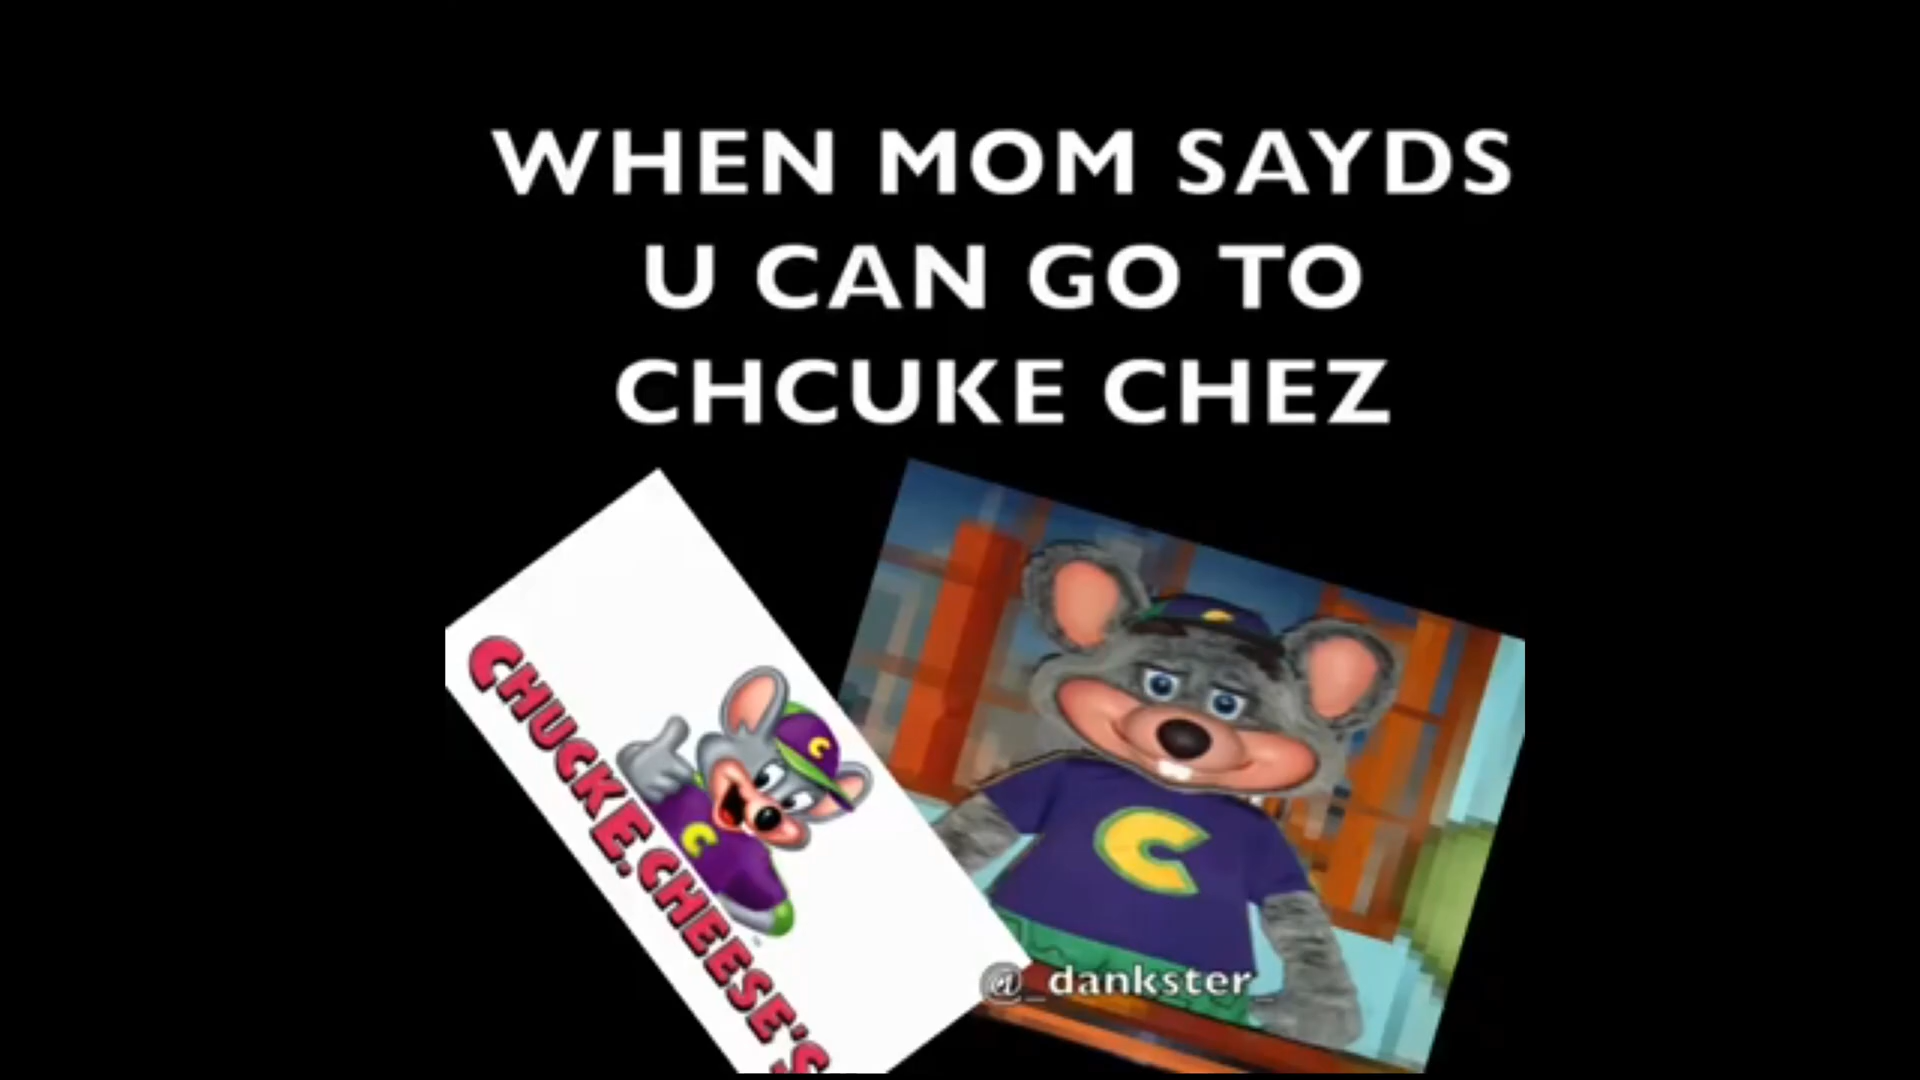 WHEN MOM SAYDS
U CAN GO TO
CHCUKE CHEZ
CHUCK E. CHEESE'S
C
C
C
@_dankster_